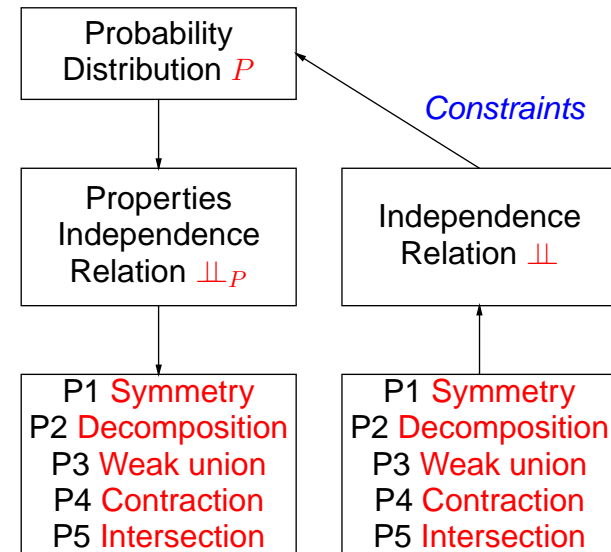 Probability
Distribution P
Constraints
Properties
Independence
Relation ⫫P
Independence
Relation ⫫
P1 Symmetry
P2 Decomposition
P3 Weak union
P4 Contraction
P5 Intersection
P1 Symmetry
P2 Decomposition
P3 Weak union
P4 Contraction
P5 Intersection